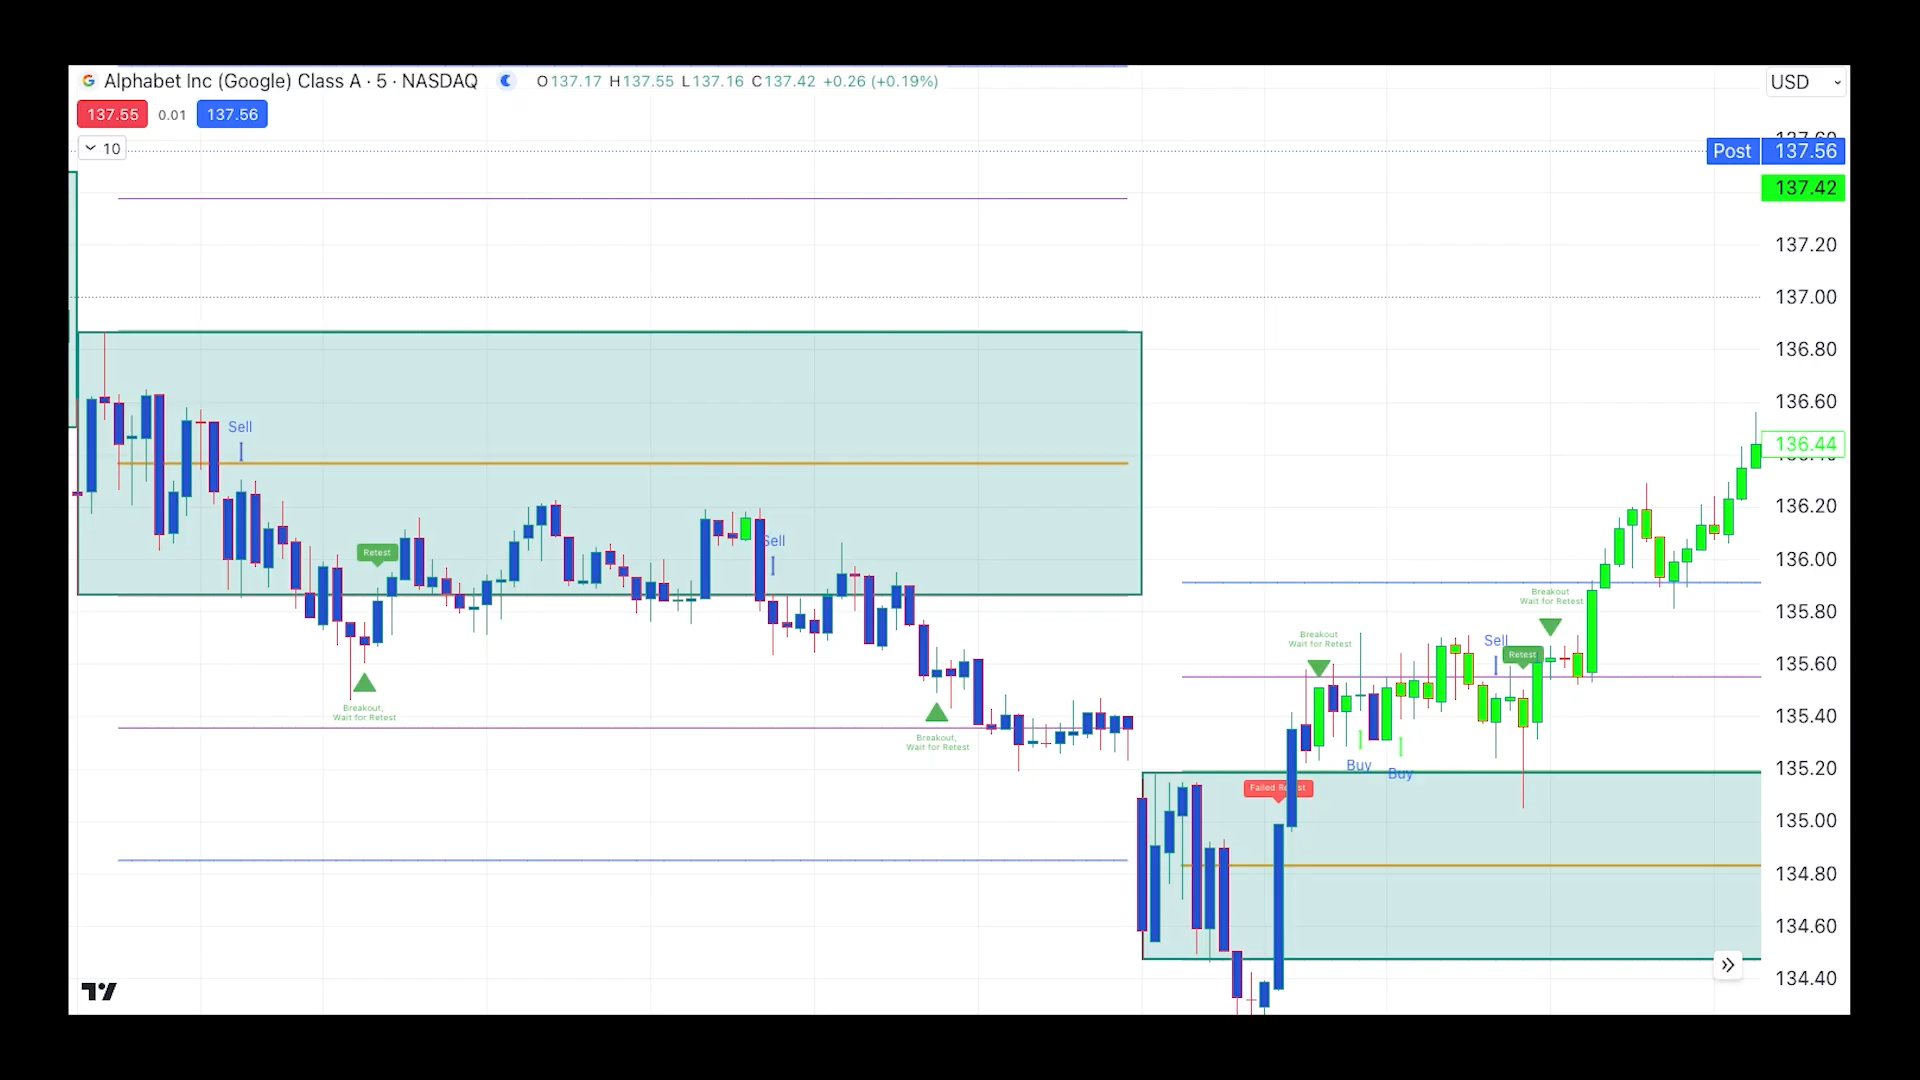 Alphabet Inc (Google) Class A · 5 · NASDAQ O137.17 H137.55 L137.16 C137.42 +0.26 (+0.19%)
USD
137.55 0.01 137.56
10
137.60
Post 137.56
137.42
137.20
137.00
136.80
136.60
136.44
136.20
136.00
135.80
135.60
135.40
135.20
135.00
134.80
134.60
134.40
Sell
Retest
Breakout,
Wait for Retest
Sell
Breakout,
Wait for Retest
Failed Retest
Breakout
Wait for Retest
Buy
Buy
Sell
Retest
Breakout
Wait for Retest